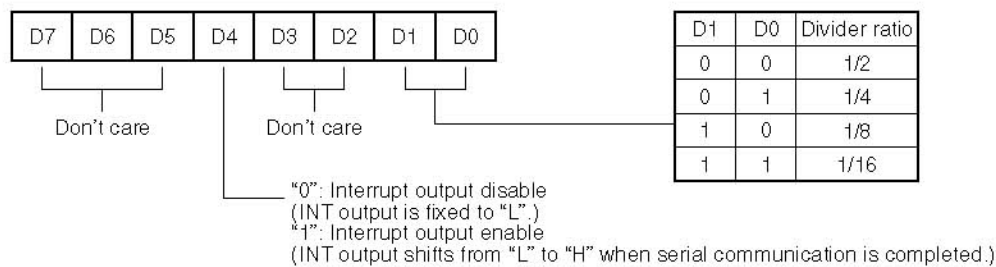 D7 D6 D5 D4 D3 D2 D1 D0
Don't care
Don't care
D1 D0 Divider ratio
0 0 1/2
0 1 1/4
1 0 1/8
1 1 1/16
“0”: Interrupt output disable
(INT output is fixed to “L”.)
“1”: Interrupt output enable
(INT output shifts from “L” to “H” when serial communication is completed.)